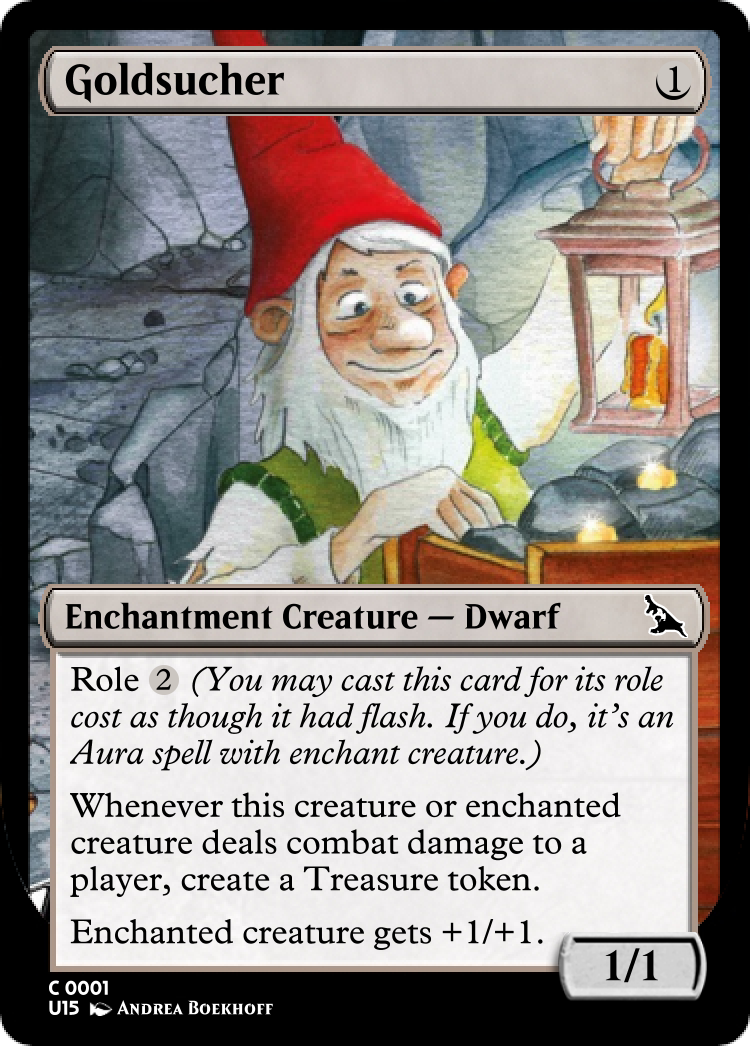 Goldsucher 1
Enchantment Creature — Dwarf
Role 2 (You may cast this card for its role
cost as though it had flash. If you do, it's an
Aura spell with enchant creature.)
Whenever this creature or enchanted
creature deals combat damage to a
player, create a Treasure token.
Enchanted creature gets +1/+1.
1/1
C 0001
U15 Andrea Boekhoff